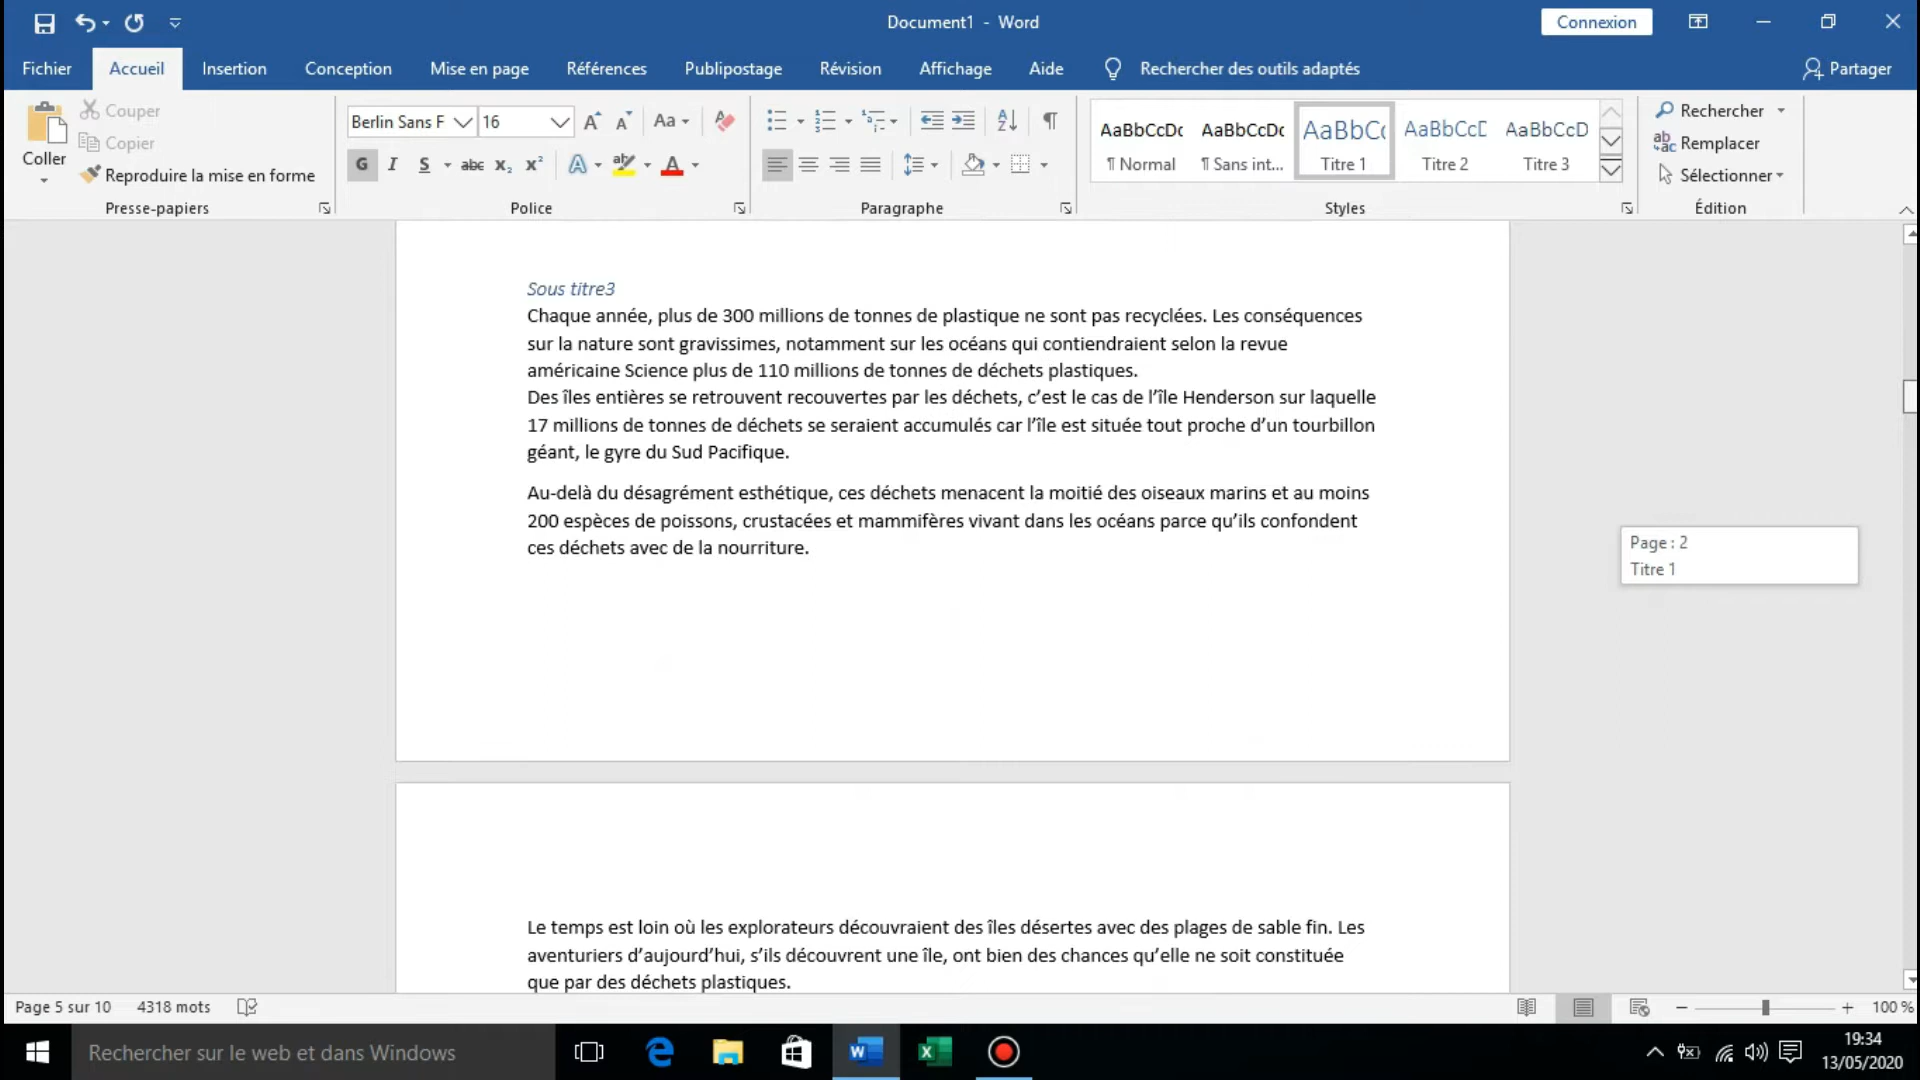 Document1 - Word
Connexion
Fichier
Accueil
Insertion
Conception
Mise en page
Références
Publipostage
Révision
Affichage
Aide
Rechercher des outils adaptés
Partager
Coller
Couper
Copier
Reproduire la mise en forme
Presse-papiers
Berlin Sans F
16
Aa
G I S abc x₂ x²
A
A
Police
Paragraphe
AaBbCcDc
¶ Normal
AaBbCcDc
¶ Sans int...
AaBbC(
Titre 1
AaBbCcC
Titre 2
AaBbCcD
Titre 3
Styles
Rechercher
Remplacer
Sélectionner
Édition
Sous titre3
Chaque année, plus de 300 millions de tonnes de plastique ne sont pas recyclées. Les conséquences
sur la nature sont gravissimes, notamment sur les océans qui contiendraient selon la revue
américaine Science plus de 110 millions de tonnes de déchets plastiques.
Des îles entières se retrouvent recouvertes par les déchets, c’est le cas de l’île Henderson sur laquelle
17 millions de tonnes de déchets se seraient accumulés car l’île est située tout proche d’un tourbillon
géant, le gyre du Sud Pacifique.
Au-delà du désagrément esthétique, ces déchets menacent la moitié des oiseaux marins et au moins
200 espèces de poissons, crustacées et mammifères vivant dans les océans parce qu’ils confondent
ces déchets avec de la nourriture.
Page : 2
Titre 1
Le temps est loin où les explorateurs découvraient des îles désertes avec des plages de sable fin. Les
aventuriers d’aujourd’hui, s’ils découvrent une île, ont bien des chances qu’elle ne soit constituée
que par des déchets plastiques.
Page 5 sur 10
4318 mots
100 %
Rechercher sur le web et dans Windows
19:34
13/05/2020